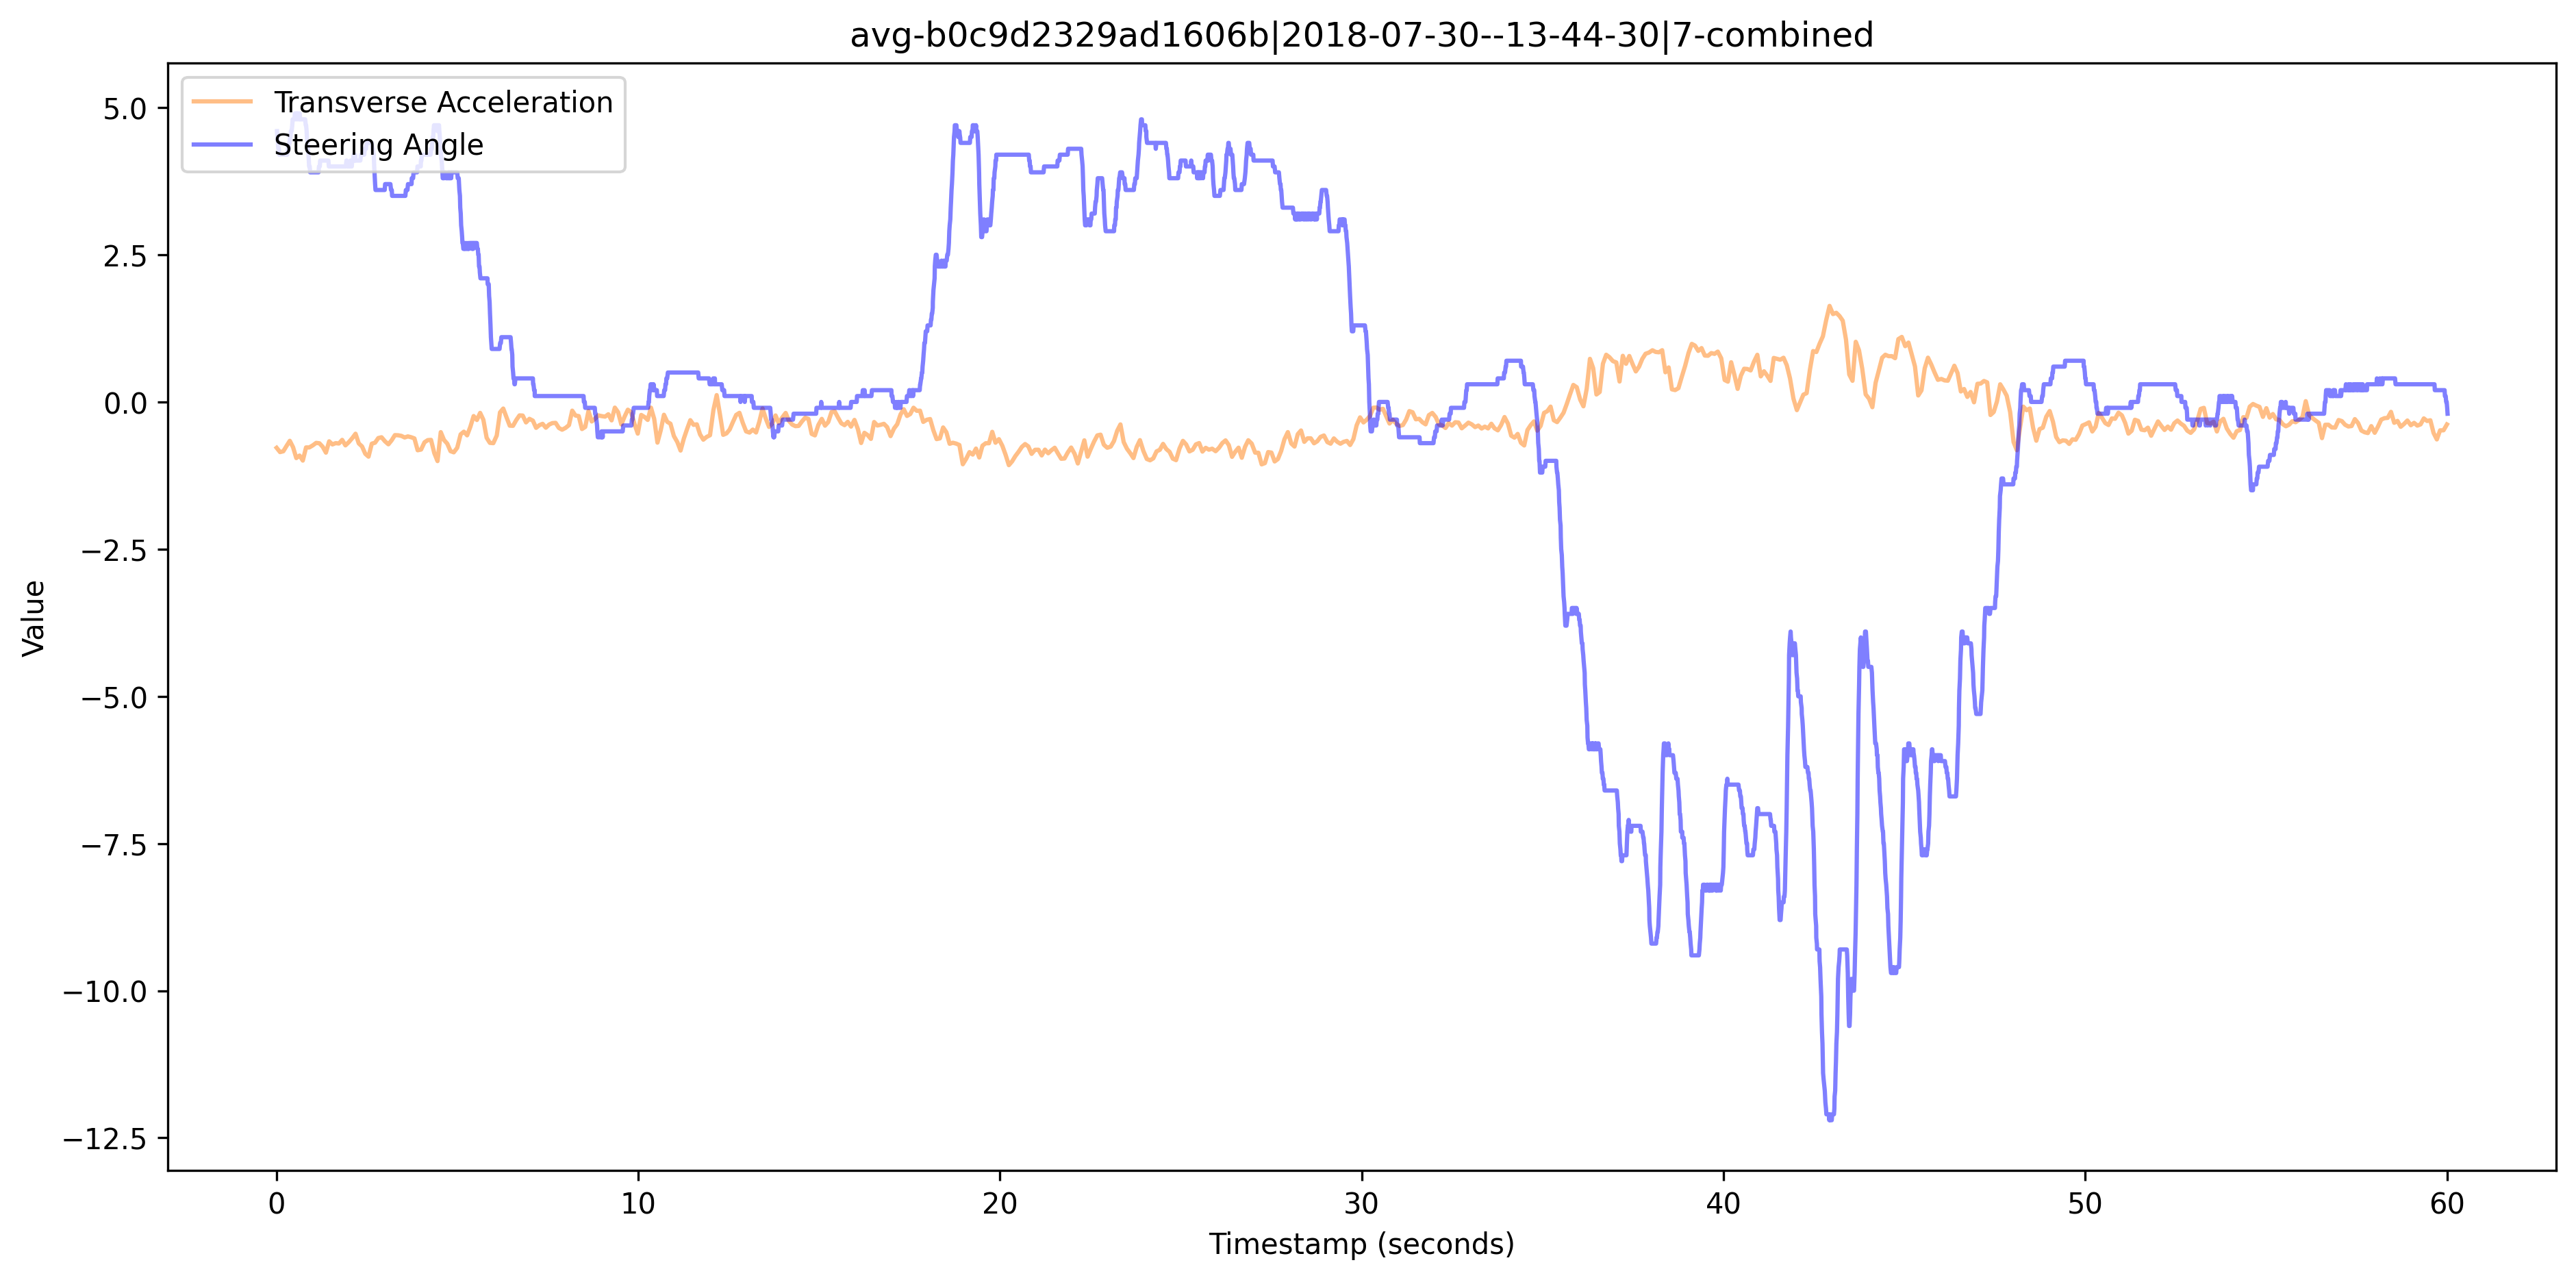 avg-b0c9d2329ad1606b|2018-07-30--13-44-30|7-combined
Transverse Acceleration
Steering Angle
5.0
2.5
0.0
−2.5
−5.0
−7.5
−10.0
−12.5
Value
0 10 20 30 40 50 60
Timestamp (seconds)